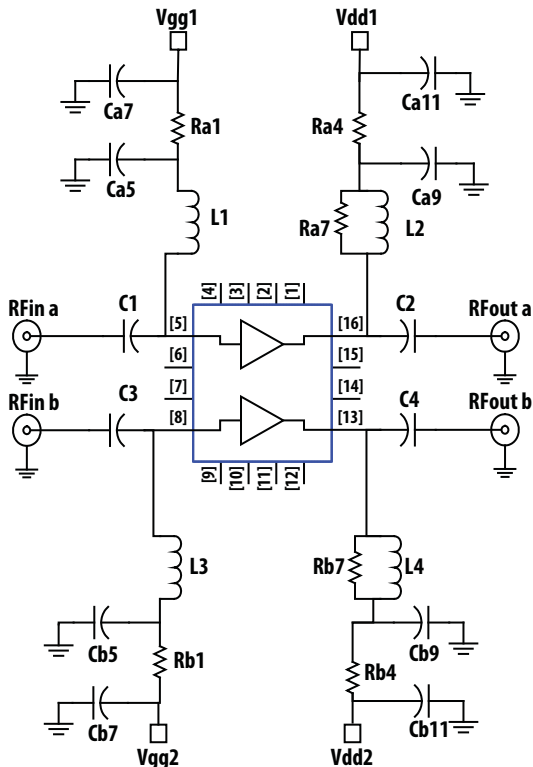 Vgg1 Vdd1
Ca7 Ca11
Ra1 Ra4
Ca5 Ca9
L1 Ra7 L2
[4] [3] [2] [1]
RFin a C1 [5] [16] C2 RFout a
[6] [15]
[7] [14]
RFin b C3 [8] [13] C4 RFout b
[9] [10] [11] [12]
L3 Rb7 L4
Cb5 Cb9
Rb1 Rb4
Cb7 Cb11
Vgg2 Vdd2